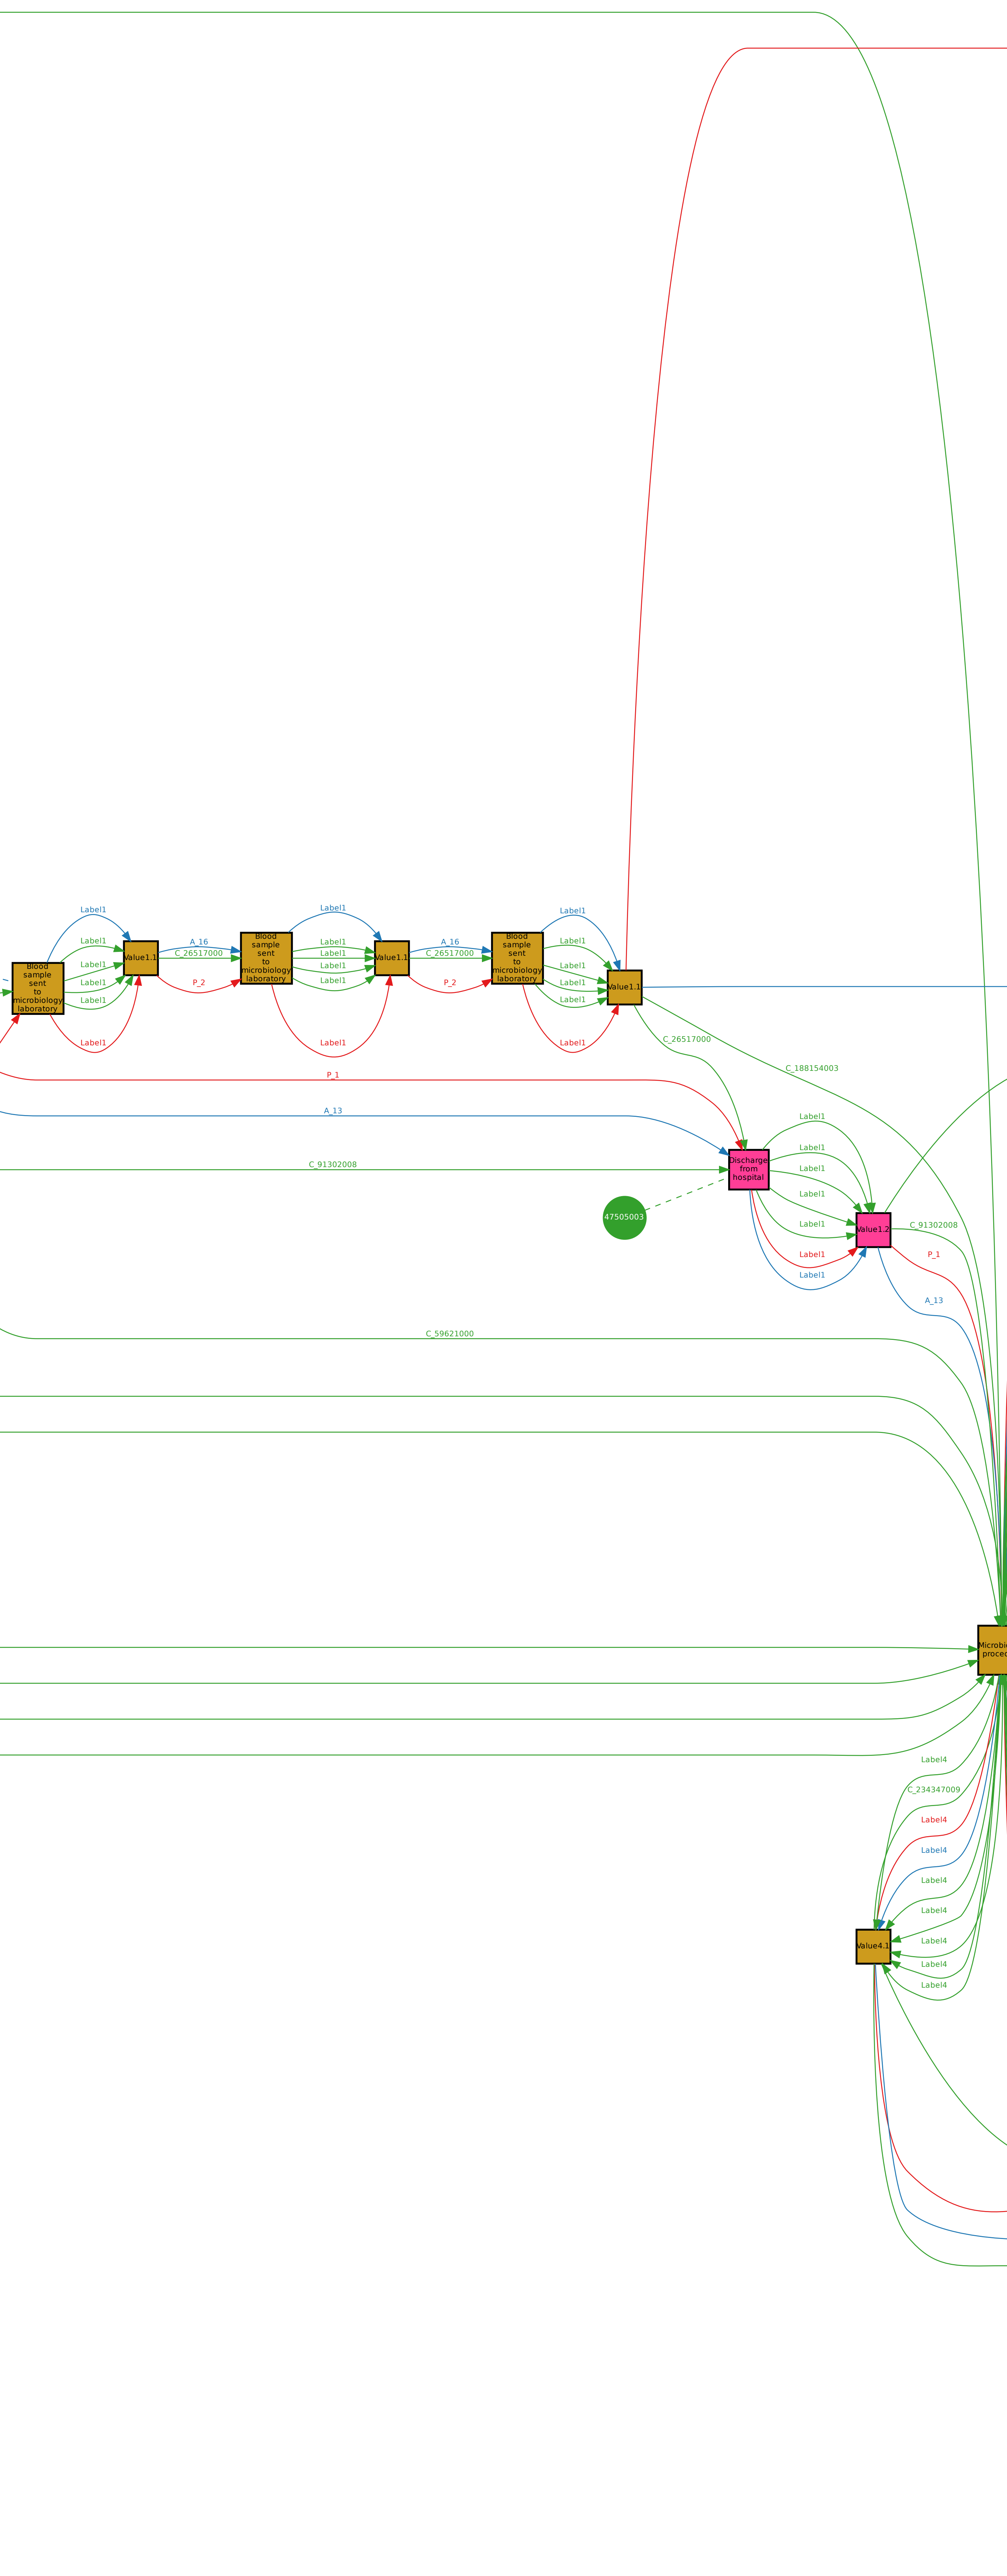 Label1
Label1
Label1
Label1
Label1
Label1
Blood
sample
sent
to
microbiology
laboratory
Value1.1
A_16
C_26517000
P_2
Blood
sample
sent
to
microbiology
laboratory
Label1
Label1
Label1
Label1
Label1
Label1
Value1.1
A_16
C_26517000
P_2
Blood
sample
sent
to
microbiology
laboratory
Label1
Label1
Label1
Label1
Label1
Label1
Value1.1
C_26517000
C_188154003
P_1
A_13
C_91302008
Discharge
from
hospital
47505003
Label1
Label1
Label1
Label1
Label1
Label1
Label1
Value1.2
C_91302008
P_1
A_13
C_59621000
Label4
C_234347009
Label4
Label4
Label4
Label4
Label4
Label4
Label4
Value4.1